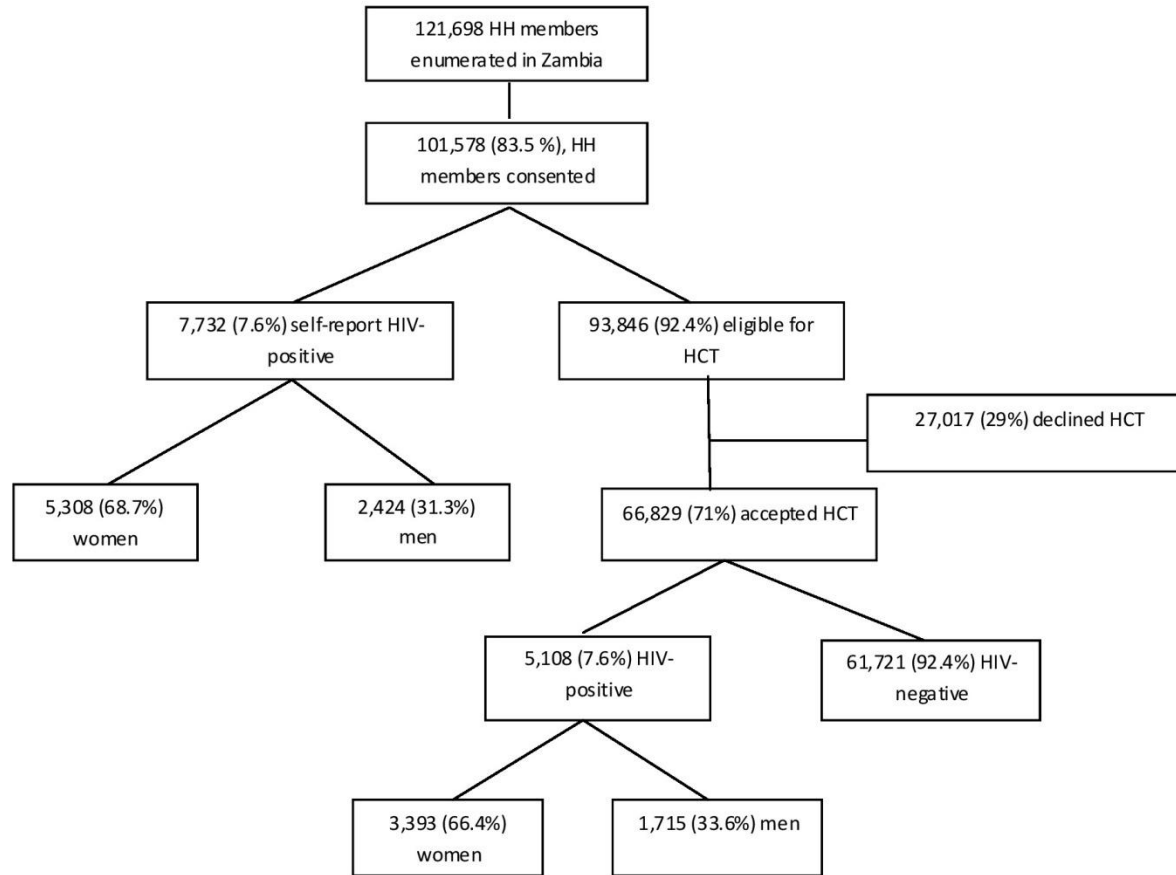 121,698 HH members
enumerated in Zambia
101,578 (83.5 %), HH
members consented
7,732 (7.6%) self-report HIV-
positive
93,846 (92.4%) eligible for
HCT
27,017 (29%) declined HCT
5,308 (68.7%)
women
2,424 (31.3%)
men
66,829 (71%) accepted HCT
5,108 (7.6%) HIV-
positive
61,721 (92.4%) HIV-
negative
3,393 (66.4%)
women
1,715 (33.6%) men